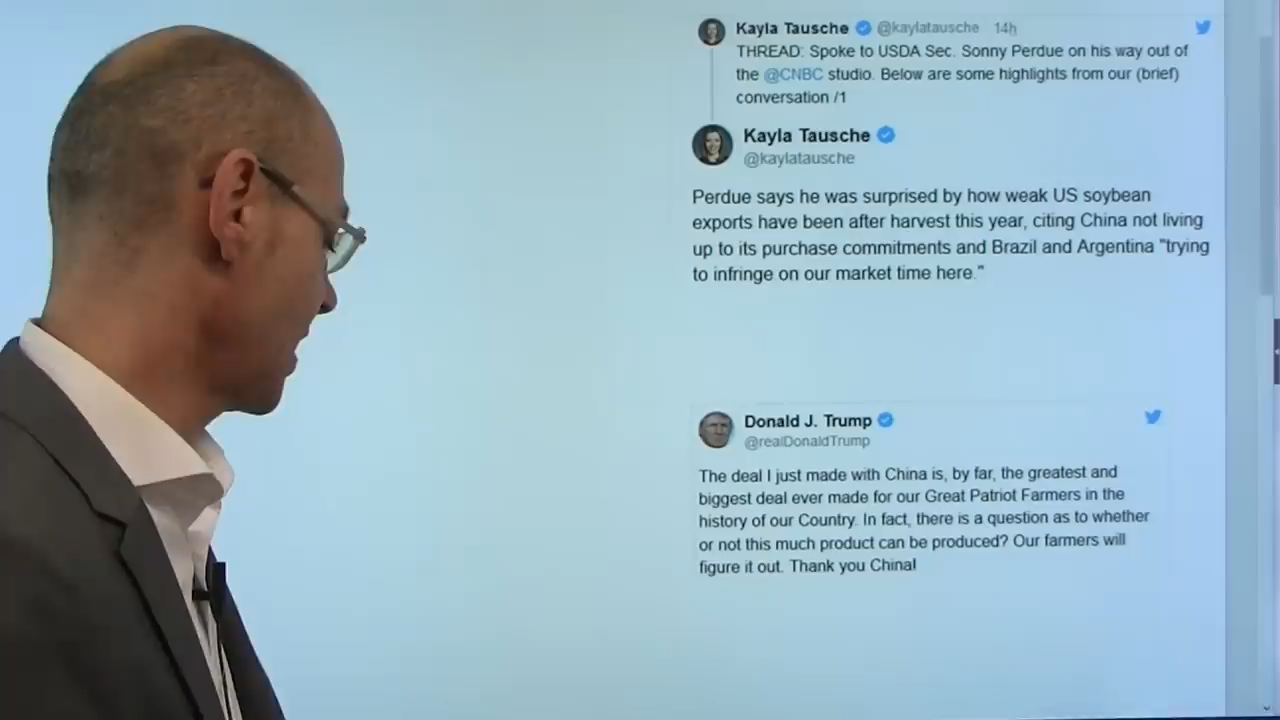 Kayla Tausche @kaylatausche 14h
THREAD: Spoke to USDA Sec. Sonny Perdue on his way out of
the @CNBC studio. Below are some highlights from our (brief)
conversation /1
Kayla Tausche
@kaylatausche
Perdue says he was surprised by how weak US soybean
exports have been after harvest this year, citing China not living
up to its purchase commitments and Brazil and Argentina "trying
to infringe on our market time here."
Donald J. Trump
@realDonaldTrump
The deal I just made with China is, by far, the greatest and
biggest deal ever made for our Great Patriot Farmers in the
history of our Country. In fact, there is a question as to whether
or not this much product can be produced? Our farmers will
figure it out. Thank you China!